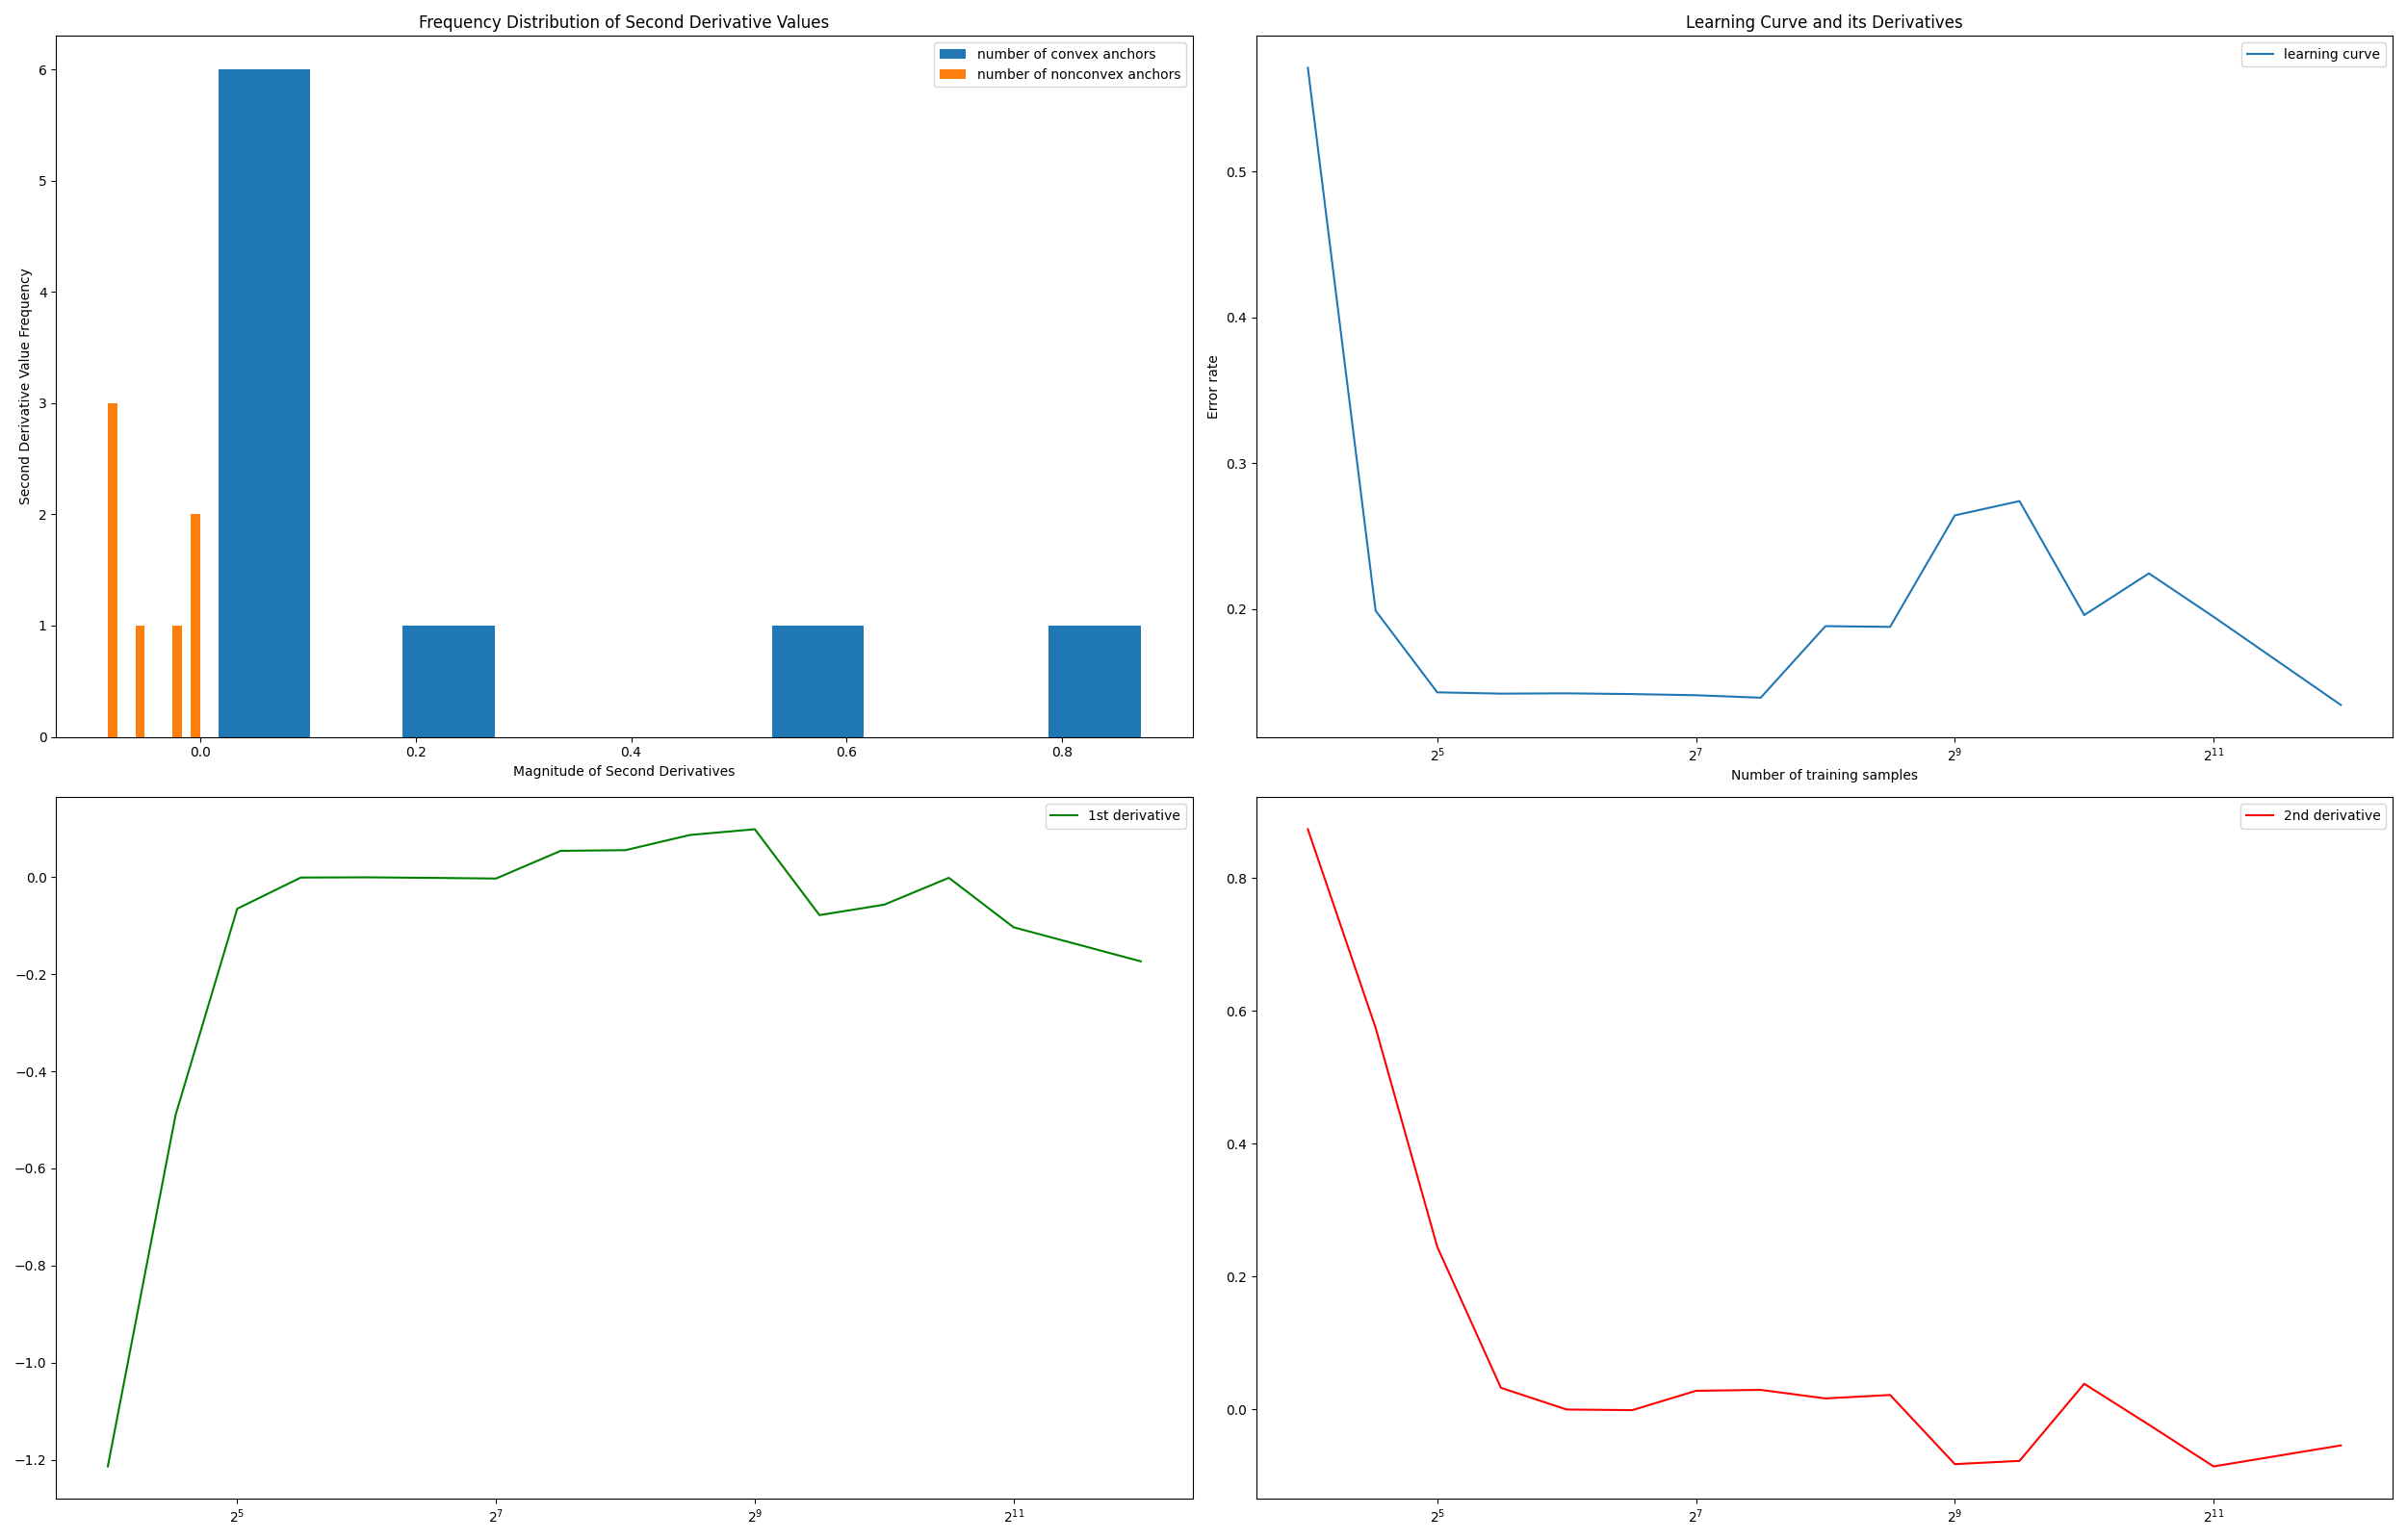 Frequency Distribution of Second Derivative Values
number of convex anchors
number of nonconvex anchors
Second Derivative Value Frequency
6
5
4
3
2
1
0
0.0 0.2 0.4 0.6 0.8
Magnitude of Second Derivatives
Learning Curve and its Derivatives
learning curve
Error rate
0.5
0.4
0.3
0.2
2^5 2^7 2^9 2^11
Number of training samples
1st derivative
0.0
−0.2
−0.4
−0.6
−0.8
−1.0
−1.2
2^5 2^7 2^9 2^11
2nd derivative
0.8
0.6
0.4
0.2
0.0
2^5 2^7 2^9 2^11